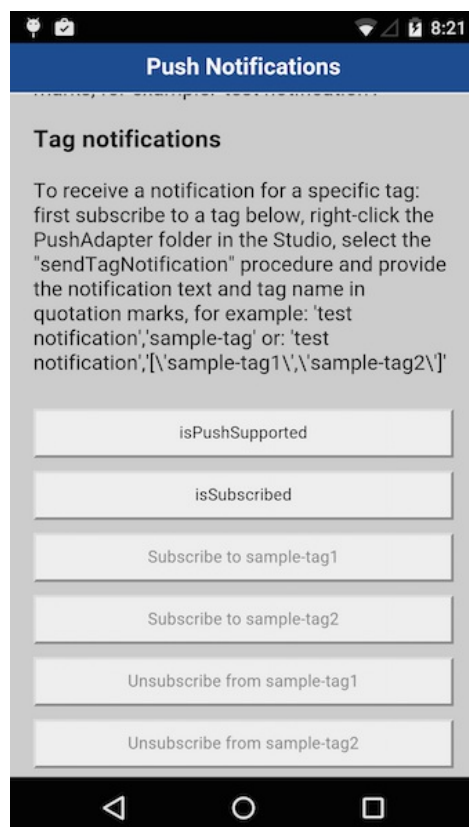 8:21
Push Notifications
Tag notifications
To receive a notification for a specific tag:
first subscribe to a tag below, right-click the
PushAdapter folder in the Studio, select the
"sendTagNotification" procedure and provide
the notification text and tag name in
quotation marks, for example: 'test
notification','sample-tag' or: 'test
notification','[\'sample-tag1\',\'sample-tag2\']'
isPushSupported
isSubscribed
Subscribe to sample-tag1
Subscribe to sample-tag2
Unsubscribe from sample-tag1
Unsubscribe from sample-tag2